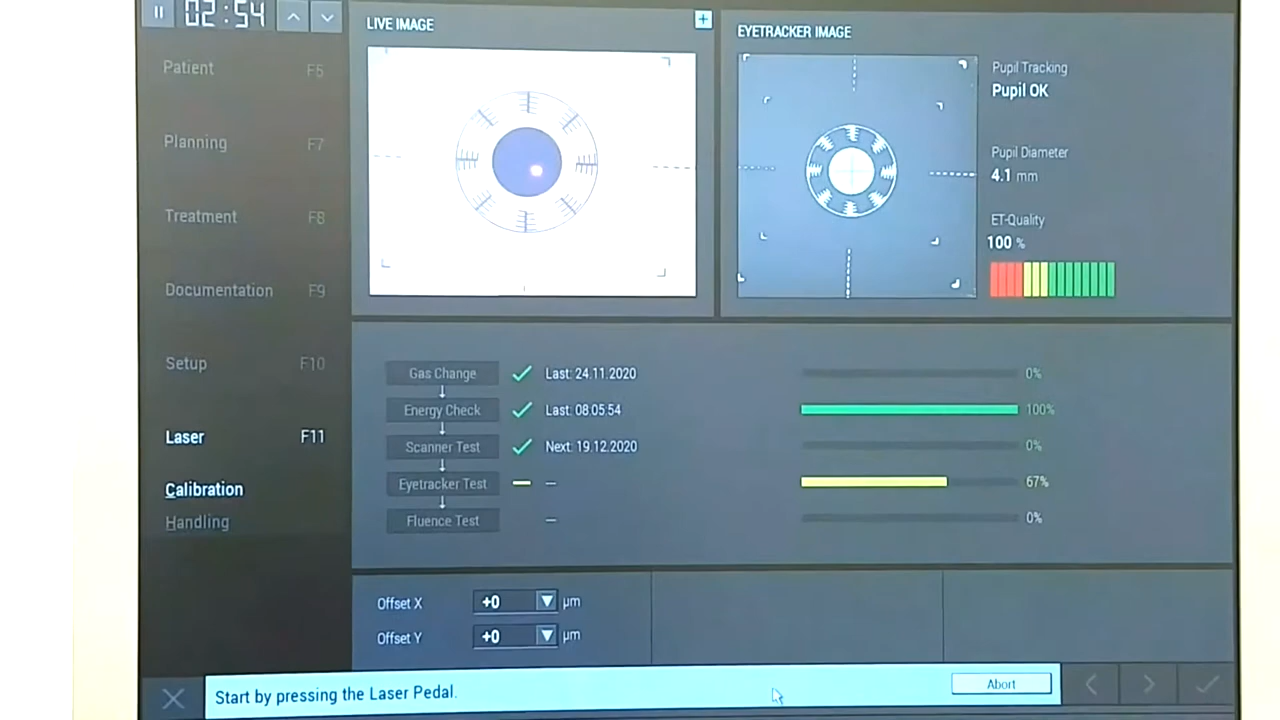 02:54
LIVE IMAGE
EYETRACKER IMAGE
Patient F5
Planning F7
Treatment F8
Documentation F9
Setup F10
Laser F11
Calibration
Handling
Pupil Tracking
Pupil OK
Pupil Diameter
4.1 mm
ET-Quality
100 %
Gas Change Last: 24.11.2020 0%
Energy Check Last: 08:05:54 100%
Scanner Test Next: 19.12.2020 0%
Eyetracker Test — 67%
Fluence Test — 0%
Offset X +0 µm
Offset Y +0 µm
Start by pressing the Laser Pedal.
Abort